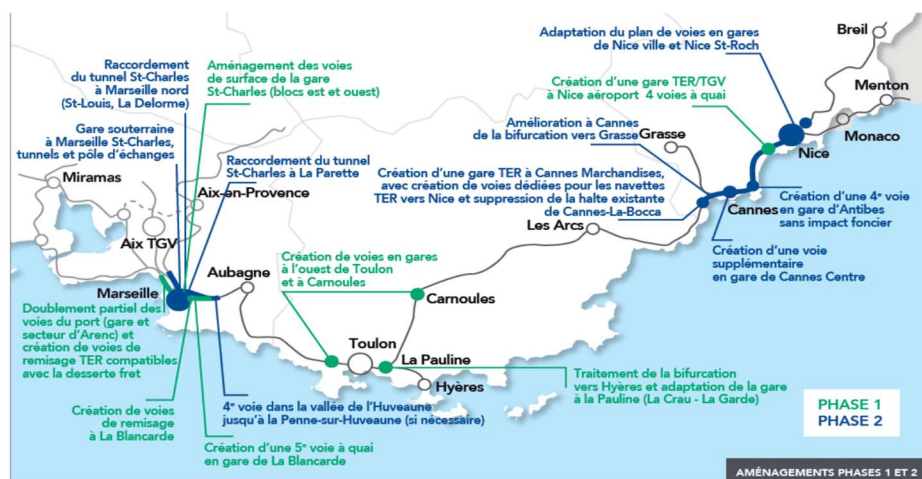 Raccordement
du tunnel St-Charles
à Marseille nord
(St-Louis, La Delorme)
Aménagement des voies
de surface de la gare
St-Charles (blocs est et ouest)
Gare souterraine
à Marseille St-Charles,
tunnels et pôle d'échanges
Raccordement du tunnel
St-Charles à La Parette
Adaptation du plan de voies en gares
de Nice ville et Nice St-Roch
Breil
Création d'une gare TER/TGV
à Nice aéroport 4 voies à quai
Menton
Monaco
Nice
Amélioration à Cannes
de la bifurcation vers Grasse
Grasse
Création d'une gare TER à Cannes Marchandises,
avec création de voies dédiées pour les navettes
TER vers Nice et suppression de la halte existante
de Cannes-La-Bocca
Cannes
Création d'une 4e voie
en gare d'Antibes
sans impact foncier
Création d'une voie
supplémentaire
en gare de Cannes Centre
Miramas
Aix-en-Provence
Aix TGV
Les Arcs
Aubagne
Création de voies en gares
à l'ouest de Toulon
et à Carnoules
Carnoules
Marseille
Doublement partiel des
voies du port (gare et
secteur d'Arenc) et
création de voies de
remisage TER compatibles
avec la desserte fret
Toulon
La Pauline
Hyères
Traitement de la bifurcation
vers Hyères et adaptation de la gare
à la Pauline (La Crau - La Garde)
Création de voies
de remisage
à La Blancarde
4e voie dans la vallée de l'Huveaune
jusqu'à la Penne-sur-Huveaune (si nécessaire)
Création d'une 5e voie à quai
en gare de La Blancarde
PHASE 1
PHASE 2
AMÉNAGEMENTS PHASES 1 ET 2